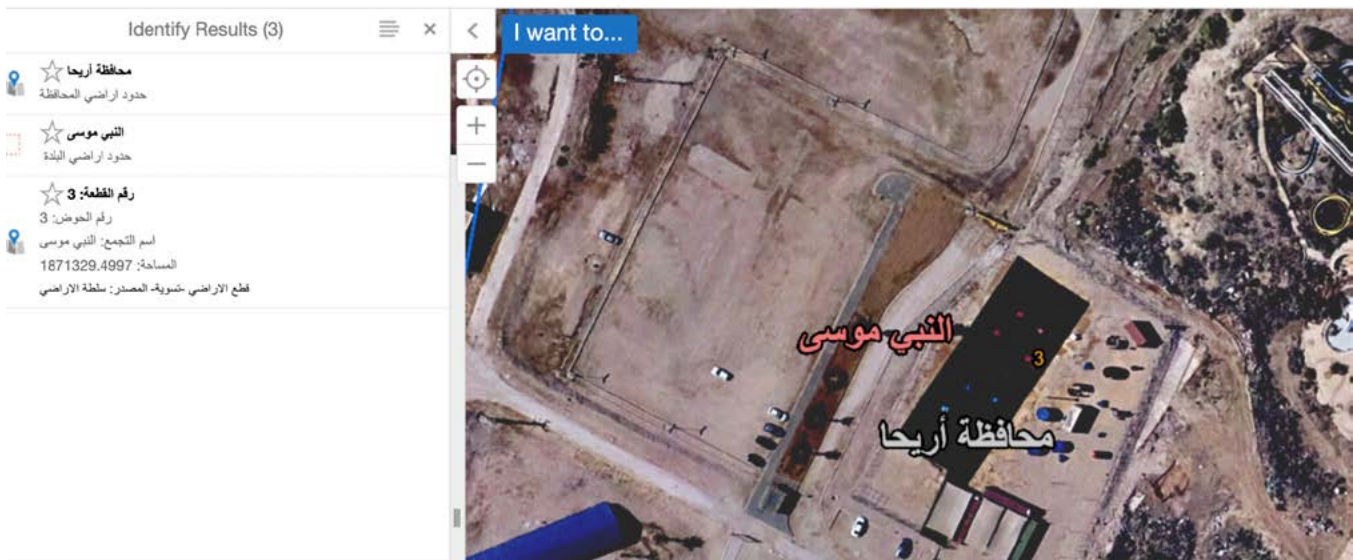 Identify Results (3)
محافظة أريحا
حدود اراضي المحافظة
النبي موسى
حدود اراضي البلدة
رقم القطعة: 3
رقم الحوض: 3
اسم التجمع: النبي موسى
المساحة: 1871329.4997
قطع الاراضي -تسوية- المصدر: سلطة الاراضي
I want to...
النبي موسى
3
محافظة أريحا